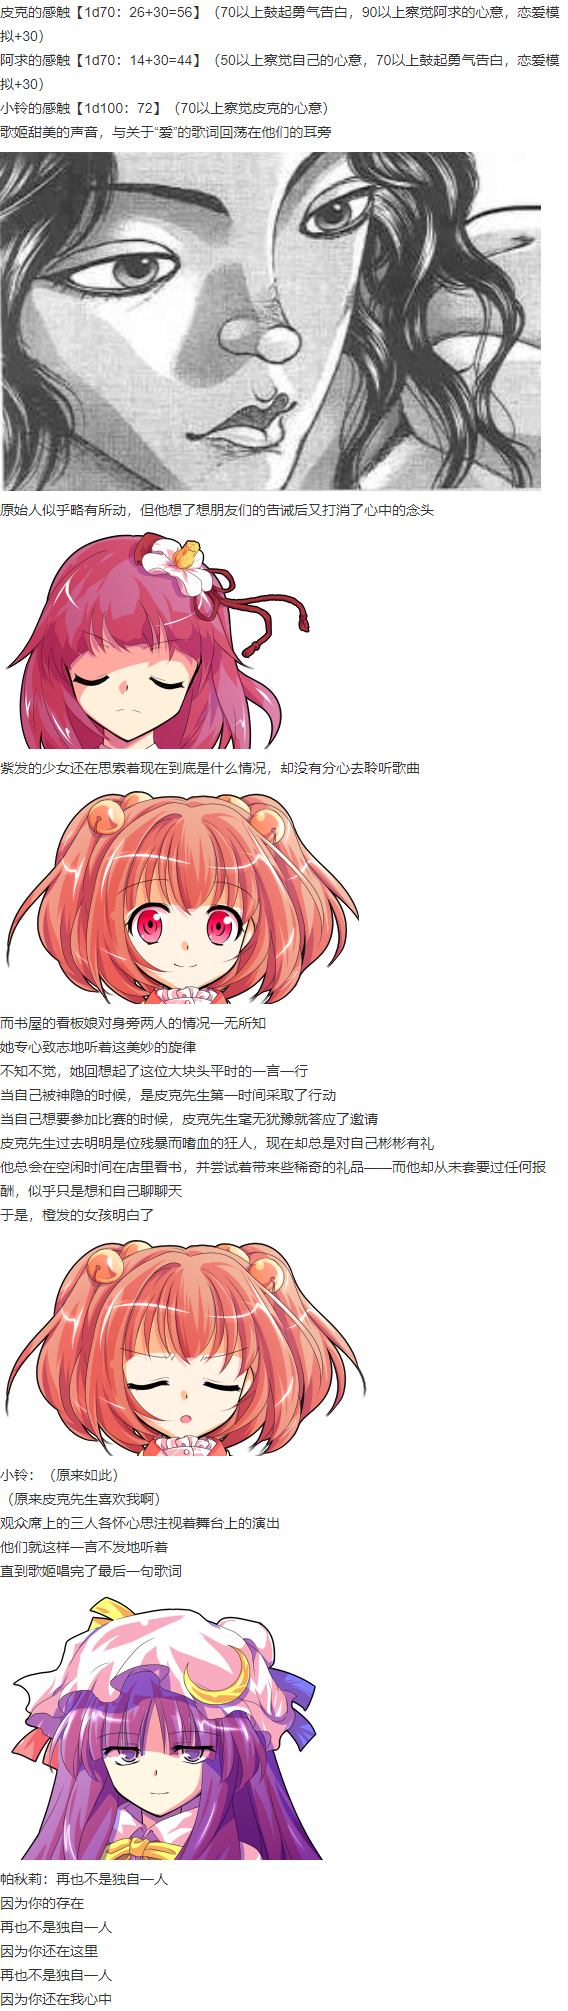 皮克的感触【1d70：26+30=56】（70以上鼓起勇气告白，90以上察觉阿求的心意，恋爱模
拟+30）
阿求的感触【1d70：14+30=44】（50以上察觉自己的心意，70以上鼓起勇气告白，恋爱模
拟+30）
小铃的感触【1d100：72】（70以上察觉皮克的心意）
歌姬甜美的声音，与关于“爱”的歌词回荡在他们的耳旁
原始人似乎略有所动，但他想了想朋友们的告诫后又打消了心中的念头
紫发的少女还在思索着现在到底是什么情况，却没有分心去聆听歌曲
而书屋的看板娘对身旁两人的情况一无所知
她专心致志地听着这美妙的旋律
不知不觉，她回想起了这位大块头平时的一言一行
当自己被神隐的时候，是皮克先生第一时间采取了行动
当自己想要参加比赛的时候，皮克先生毫无犹豫就答应了邀请
皮克先生过去明明是位残暴而嗜血的狂人，现在却总是对自己彬彬有礼
他总会在空闲时间在店里看书，并尝试着带来些稀奇的礼品——而他却从未套要过任何报
酬，似乎只是想和自己聊聊天
于是，橙发的女孩明白了
小铃：（原来如此）
（原来皮克先生喜欢我啊）
观众席上的三人各怀心思注视着舞台上的演出
他们就这样一言不发地听着
直到歌姬唱完了最后一句歌词
帕秋莉：再也不是独自一人
因为你的存在
再也不是独自一人
因为你还在这里
再也不是独自一人
因为你还在我心中